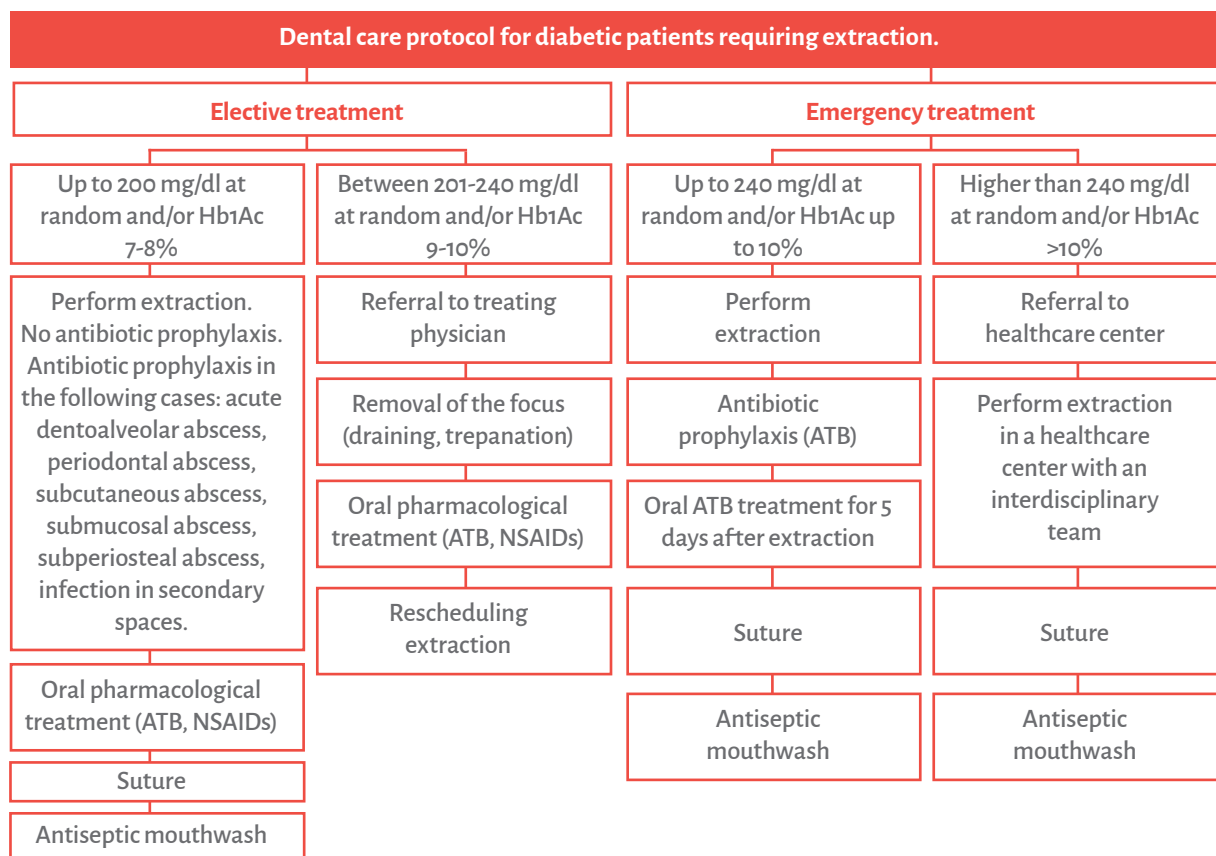 Dental care protocol for diabetic patients requiring extraction.
Elective treatment
Up to 200 mg/dl at
random and/or Hb1Ac
7-8%
Perform extraction.
No antibiotic prophylaxis.
Antibiotic prophylaxis in
the following cases: acute
dentoalveolar abscess,
periodontal abscess,
subcutaneous abscess,
submucosal abscess,
subperiosteal abscess,
infection in secondary
spaces.
Oral pharmacological
treatment (ATB, NSAIDs)
Suture
Antiseptic mouthwash
Between 201-240 mg/dl
at random and/or Hb1Ac
9-10%
Referral to treating
physician
Removal of the focus
(draining, trepanation)
Oral pharmacological
treatment (ATB, NSAIDs)
Rescheduling
extraction
Emergency treatment
Up to 240 mg/dl at
random and/or Hb1Ac up
to 10%
Perform
extraction
Antibiotic
prophylaxis (ATB)
Oral ATB treatment for 5
days after extraction
Suture
Antiseptic
mouthwash
Higher than 240 mg/dl
at random and/or Hb1Ac
>10%
Referral to
healthcare center
Perform extraction
in a healthcare
center with an
interdisciplinary
team
Suture
Antiseptic
mouthwash